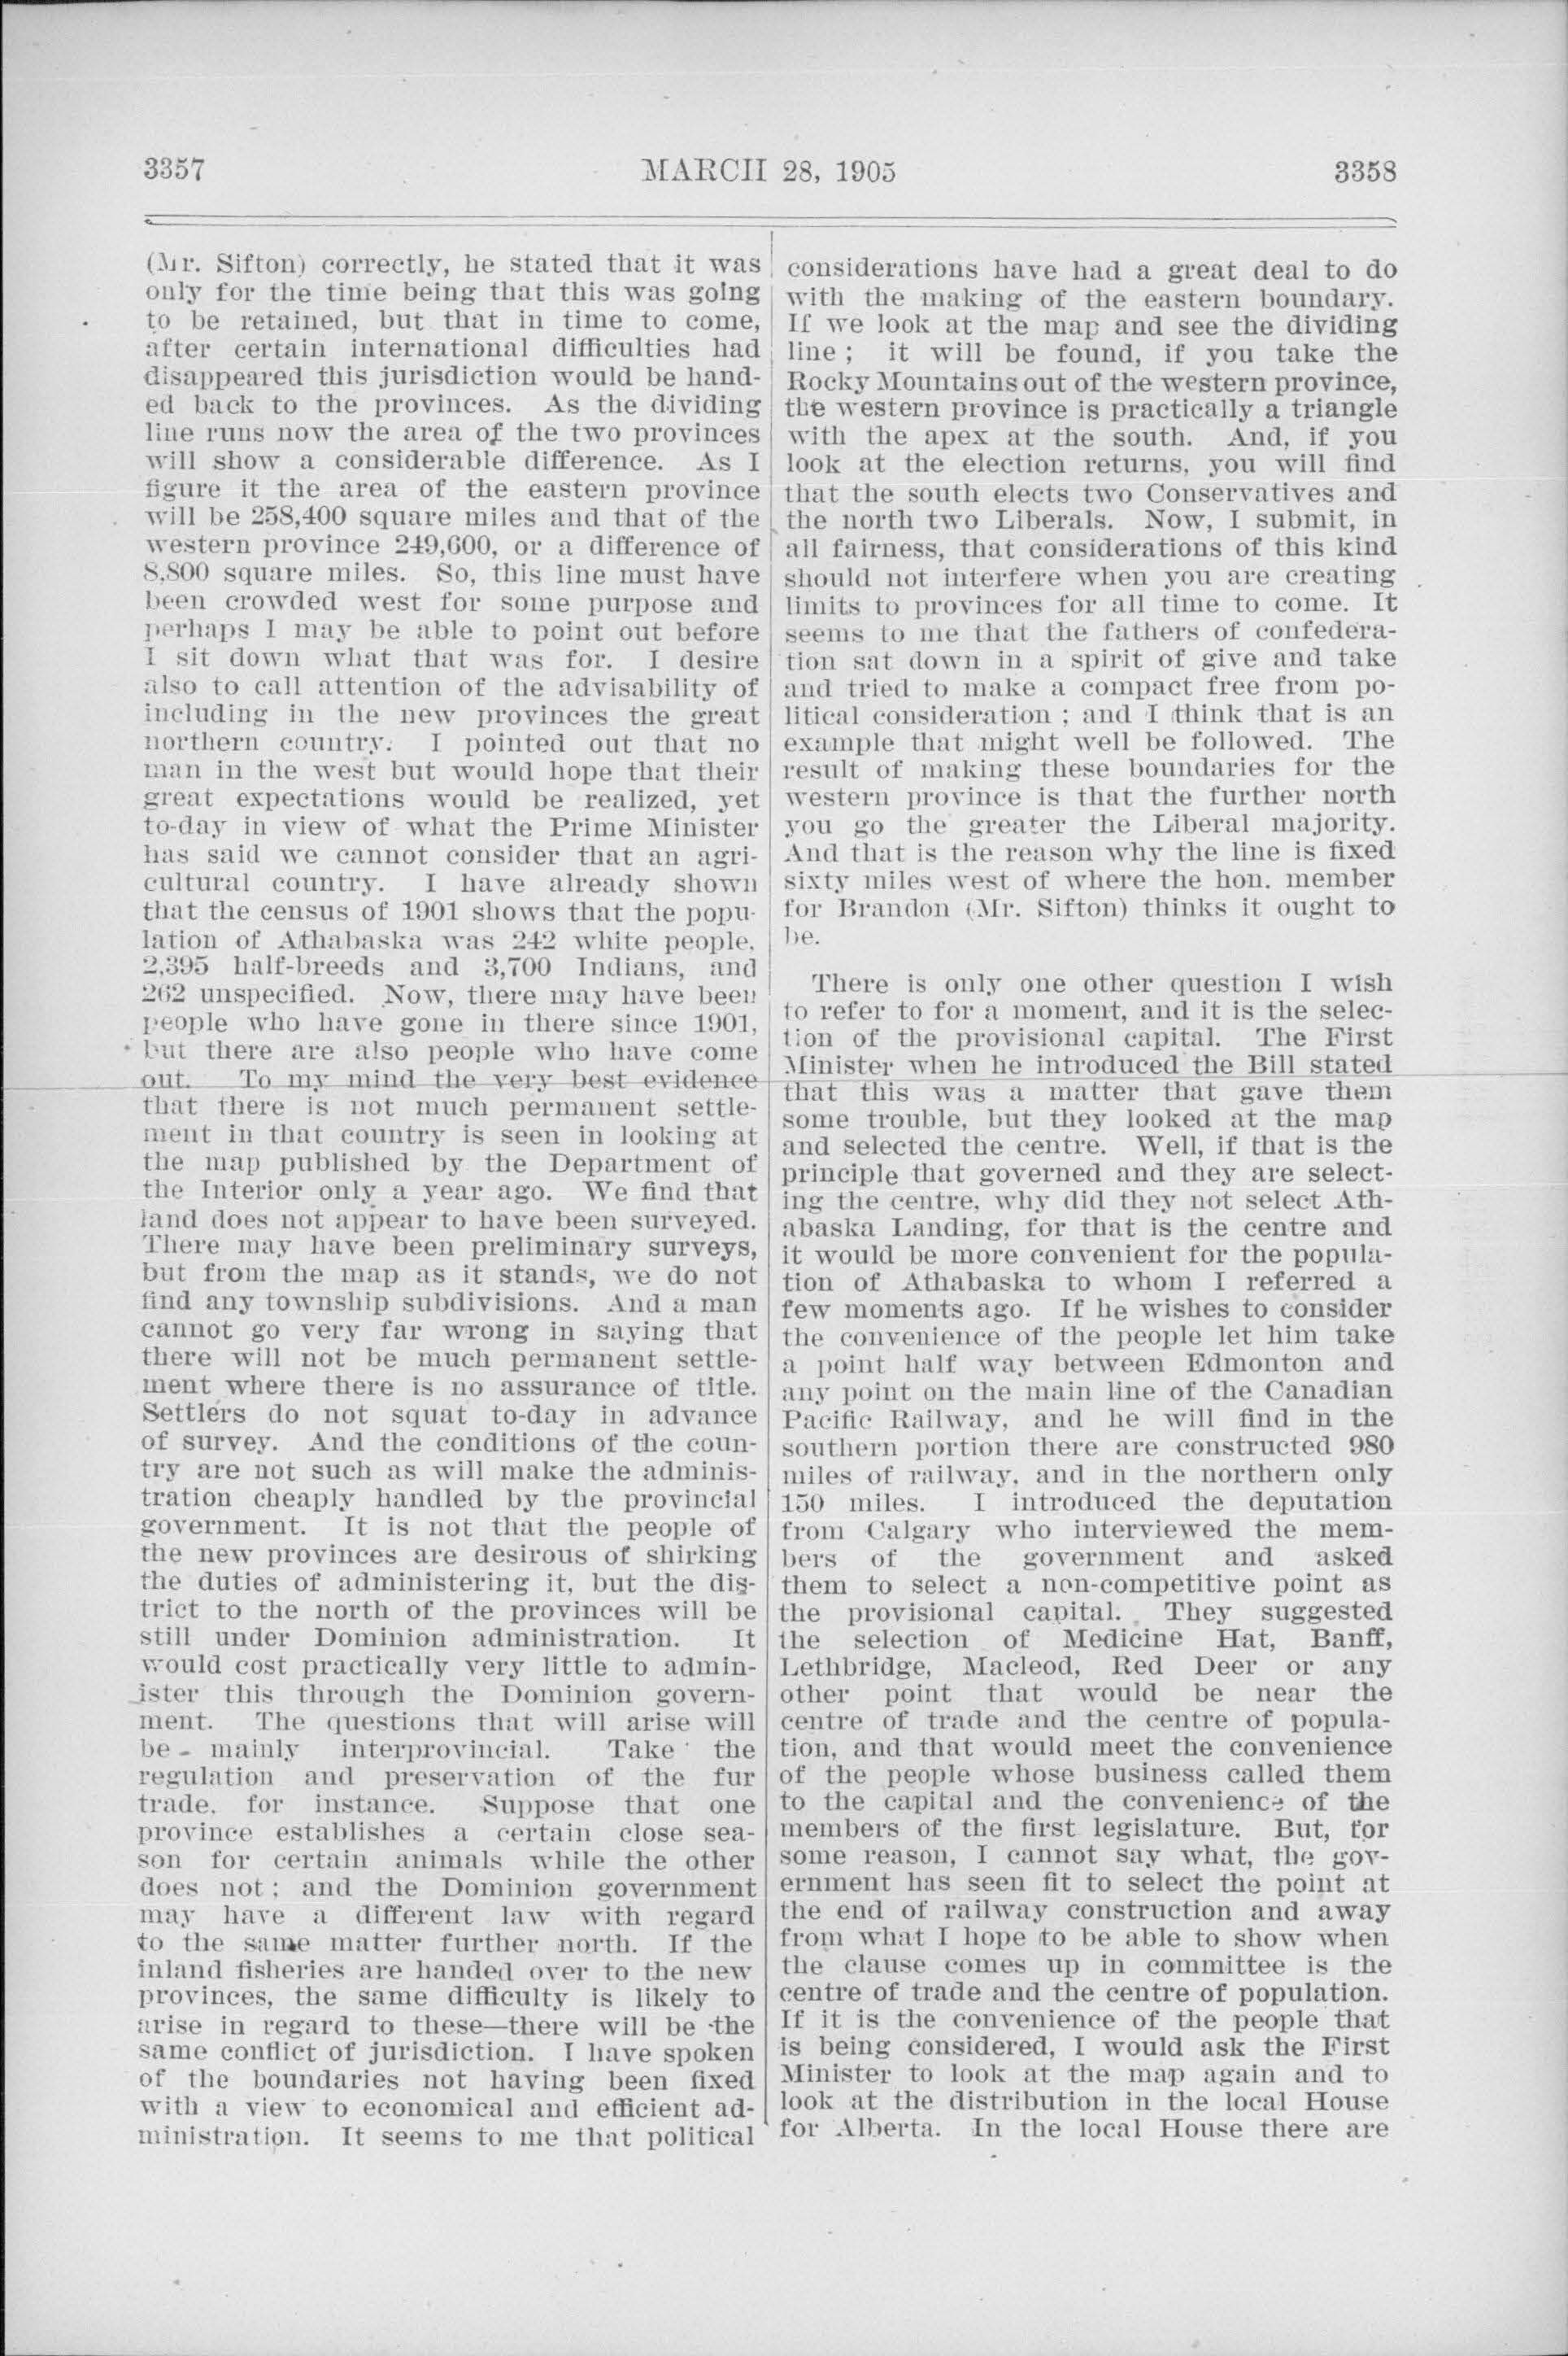 3357 MARCH 28, 1905 3358
(Mr. Sifton) correctly, he stated that it was
only for the time being that this was going
to be retained, but that in time to come,
after certain international difficulties had
disappeared this jurisdiction would be hand-
ed back to the provinces. As the dividing
line runs now the area of the two provinces
will show a considerable difference. As I
figure it the area of the eastern province
will be 258,400 square miles and that of the
western province 249,600, or a difference of
8,800 square miles. So, this line must have
been crowded west for some purpose and
perhaps I may be able to point out before
I sit down what that was for. I desire
also to call attention of the advisability of
including in the new provinces the great
northern country. I pointed out that no
man in the west but would hope that their
great expectations would be realized, yet
to-day in view of what the Prime Minister
has said we cannot consider that an agri-
cultural country. I have already shown
that the census of 1901 shows that the popu-
lation of Athabaska was 242 white people,
2,395 half-breeds and 3,700 Indians, and
262 unspecified. Now, there may have been
people who have gone in there since 1901,
but there are also people who have come
out. To my mind the very best evidence
that there is not much permanent settle-
ment in that country is seen in looking at
the map published by the Department of
the Interior only a year ago. We find that
land does not appear to have been surveyed.
There may have been preliminary surveys,
but from the map as it stands, we do not
find any township subdivisions. And a man
cannot go very far wrong in saying that
there will not be much permanent settle-
ment where there is no assurance of title.
Settlers do not squat to-day in advance
of survey. And the conditions of the coun-
try are not such as will make the adminis-
tration cheaply handled by the provincial
government. It is not that the people of
the new provinces are desirous of shirking
the duties of administering it, but the dis-
trict to the north of the provinces will be
still under Dominion administration. It
would cost practically very little to admin-
ister this through the Dominion govern-
ment. The questions that will arise will
be mainly interprovincial. Take the
regulation and preservation of the fur
trade, for instance. Suppose that one
province establishes a certain close sea-
son for certain animals while the other
does not; and the Dominion government
may have a different law with regard
to the same matter further north. If the
inland fisheries are handed over to the new
provinces, the same difficulty is likely to
arise in regard to these—there will be the
same conflict of jurisdiction. I have spoken
of the boundaries not having been fixed
with a view to economical and efficient ad-
ministration. It seems to me that political
considerations have had a great deal to do
with the making of the eastern boundary.
If we look at the map and see the dividing
line; it will be found, if you take the
Rocky Mountains out of the western province,
the western province is practically a triangle
with the apex at the south. And, if you
look at the election returns, you will find
that the south elects two Conservatives and
the north two Liberals. Now, I submit, in
all fairness, that considerations of this kind
should not interfere when you are creating
limits to provinces for all time to come. It
seems to me that the fathers of confedera-
tion sat down in a spirit of give and take
and tried to make a compact free from po-
litical consideration; and I think that is an
example that might well be followed. The
result of making these boundaries for the
western province is that the further north
you go the greater the Liberal majority.
And that is the reason why the line is fixed
sixty miles west of where the hon. member
for Brandon (Mr. Sifton) thinks it ought to
be.
There is only one other question I wish
to refer to for a moment, and it is the selec-
tion of the provisional capital. The First
Minister when he introduced the Bill stated
that this was a matter that gave them
some trouble, but they looked at the map
and selected the centre. Well, if that is the
principle that governed and they are select-
ing the centre, why did they not select Ath-
abaska Landing, for that is the centre and
it would be more convenient for the popula-
tion of Athabaska to whom I referred a
few moments ago. If he wishes to consider
the convenience of the people let him take
a point half way between Edmonton and
any point on the main line of the Canadian
Pacific Railway, and he will find in the
southern portion there are constructed 980
miles of railway, and in the northern only
150 miles. I introduced the deputation
from Calgary who interviewed the mem-
bers of the government and asked
them to select a non-competitive point as
the provisional capital. They suggested
the selection of Medicine Hat, Banff,
Lethbridge, Macleod, Red Deer or any
other point that would be near the
centre of trade and the centre of popula-
tion, and that would meet the convenience
of the people whose business called them
to the capital and the convenience of the
members of the first legislature. But, for
some reason, I cannot say what, the gov-
ernment has seen fit to select the point at
the end of railway construction and away
from what I hope to be able to show when
the clause comes up in committee is the
centre of trade and the centre of population.
If it is the convenience of the people that
is being considered, I would ask the First
Minister to look at the map again and to
look at the distribution in the local House
for Alberta. In the local House there are